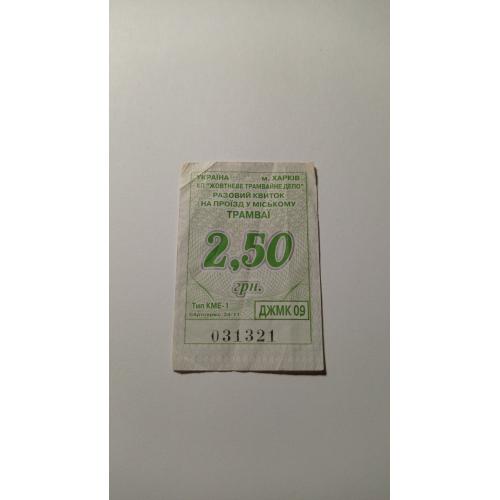 УКРАЇНА м. ХАРКІВ
КП "ЖОВТНЕВЕ ТРАМВАЙНЕ ДЕПО"
РАЗОВИЙ КВИТОК
НА ПРОЇЗД У МІСЬКОМУ
ТРАМВАЇ
2,50
грн.
Тип КМЕ-1
ДЖМК 09
031321